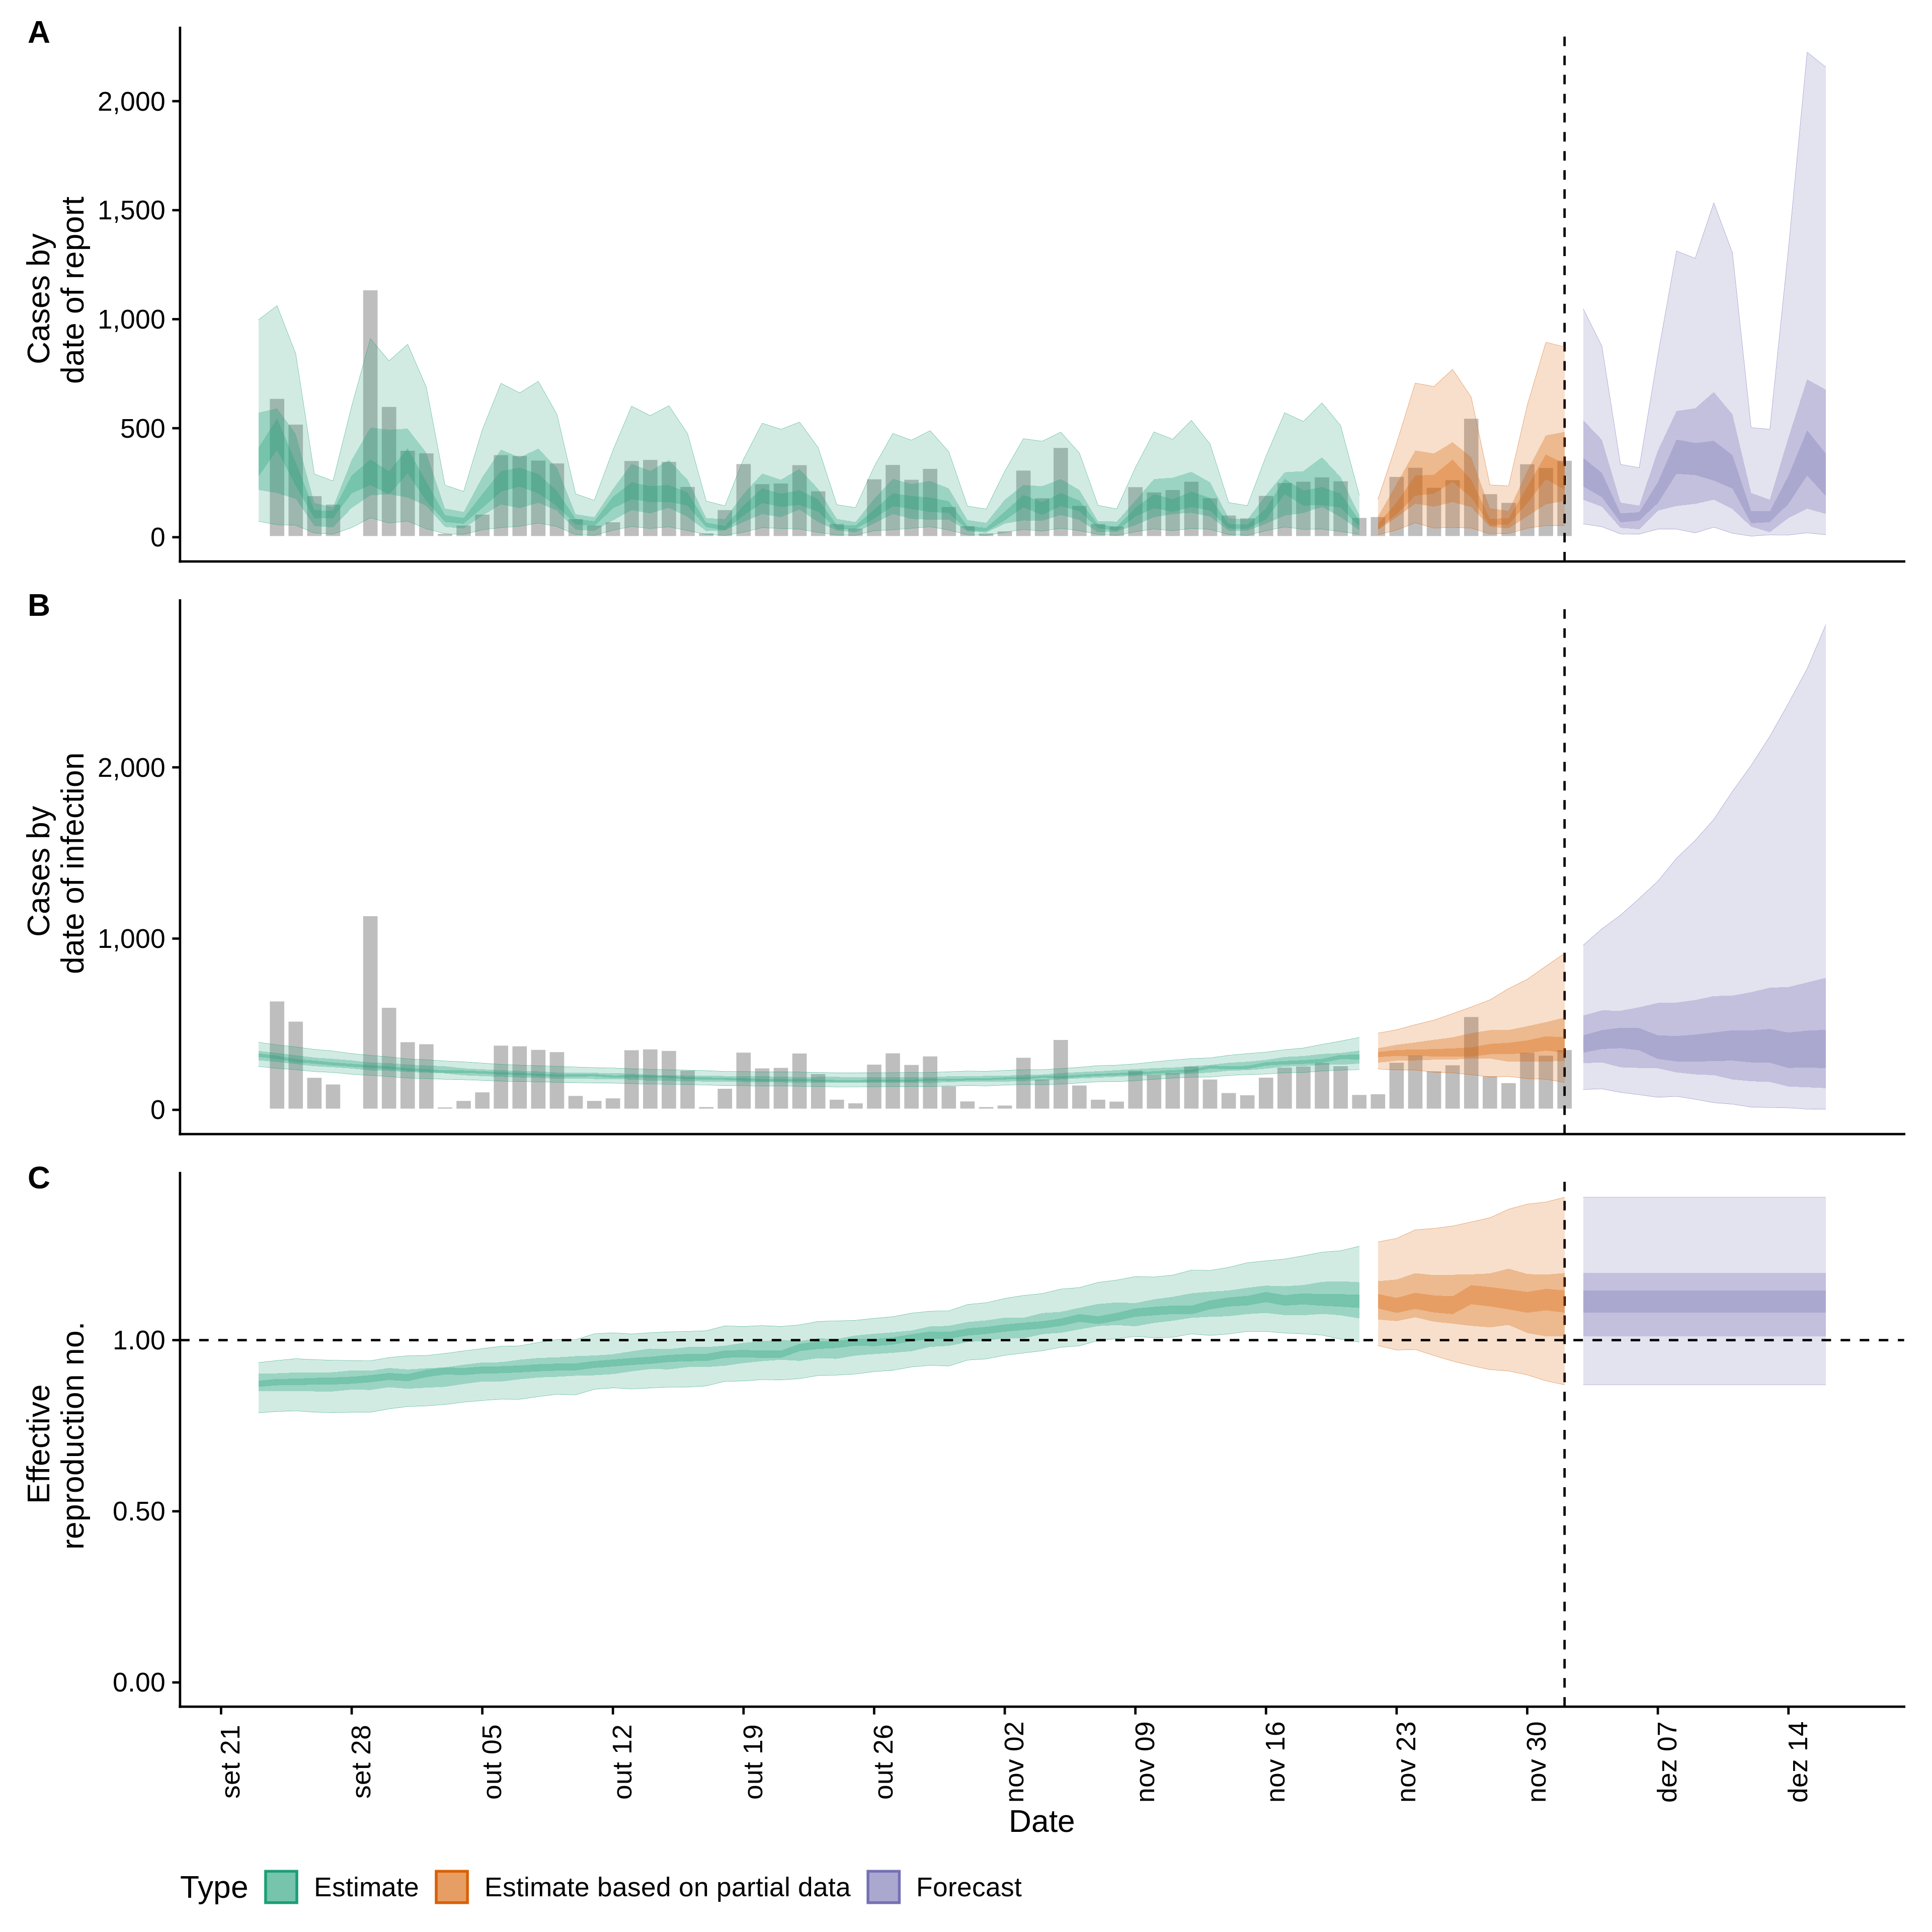 A
Cases by
date of report
2,000
1,500
1,000
500
0
B
Cases by
date of infection
2,000
1,000
0
C
Effective
reproduction no.
1.00
0.50
0.00
set 21
set 28
out 05
out 12
out 19
out 26
nov 02
nov 09
nov 16
nov 23
nov 30
dez 07
dez 14
Date
Type Estimate Estimate based on partial data Forecast